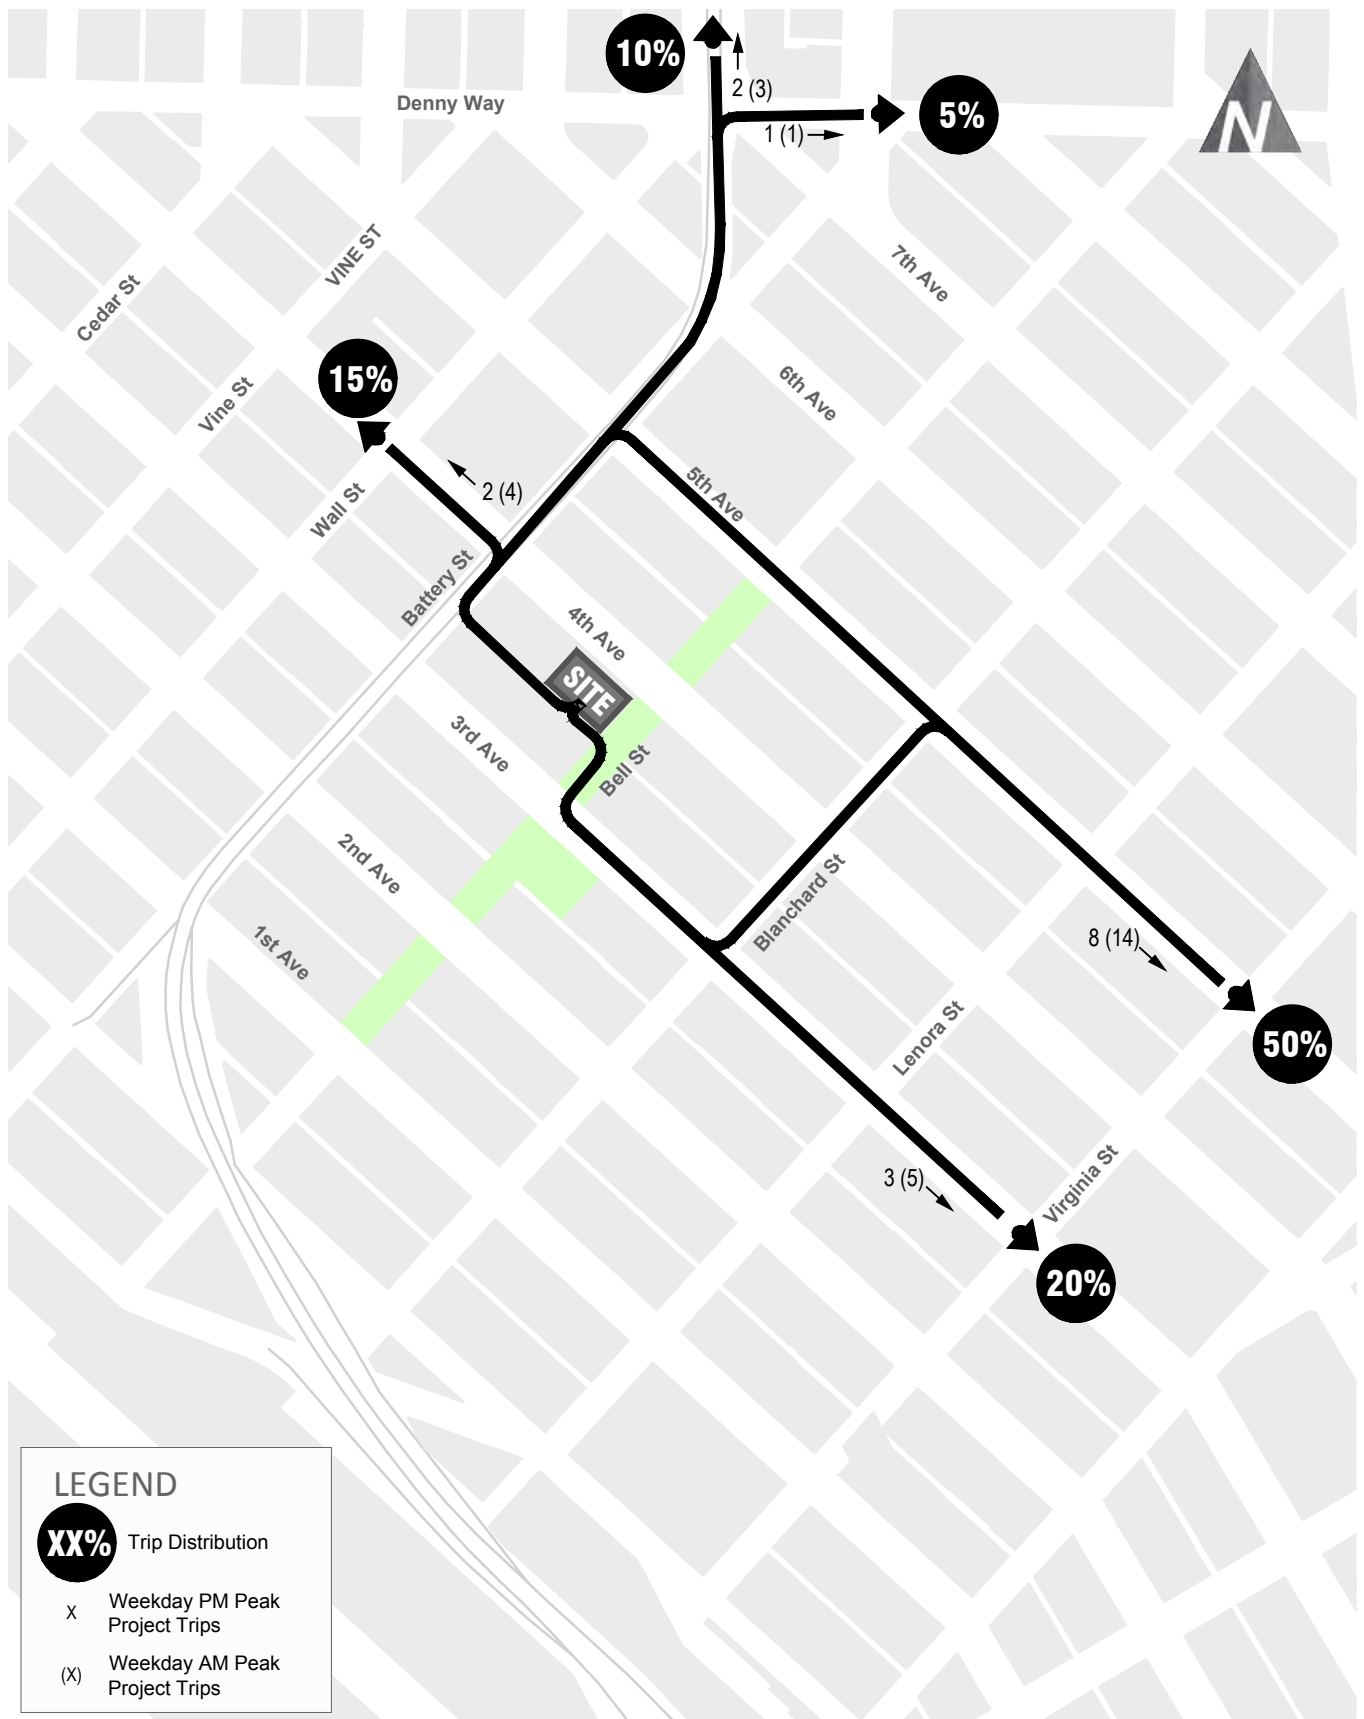 10%
2 (3)
Denny Way
5%
1 (1)
N
VINE ST
7th Ave
Cedar St
15%
6th Ave
Vine St
2 (4)
5th Ave
Wall St
Battery St
4th Ave
SITE
3rd Ave
Bell St
2nd Ave
Blanchard St
1st Ave
8 (14)
Lenora St
50%
3 (5)
Virginia St
20%
LEGEND
XX%
Trip Distribution
X
Weekday PM Peak
Project Trips
(X)
Weekday AM Peak
Project Trips